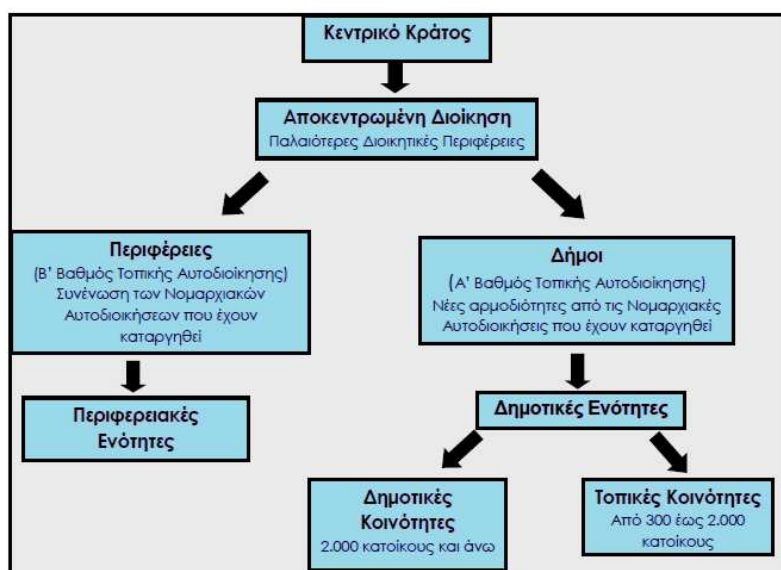 Κεντρικό Κράτος
Αποκεντρωμένη Διοίκηση
Παλαιότερες Διοικητικές Περιφέρειες
Περιφέρειες
(Β' Βαθμός Τοπικής Αυτοδιοίκησης)
Συνένωση των Νομαρχιακών
Αυτοδιοικήσεων που έχουν
καταργηθεί
Δήμοι
(Α' Βαθμός Τοπικής Αυτοδιοίκησης)
Νέες αρμοδιότητες από τις Νομαρχιακές
Αυτοδιοικήσεις που έχουν καταργηθεί
Περιφερειακές
Ενότητες
Δημοτικές Ενότητες
Δημοτικές
Κοινότητες
2.000 κατοίκους και άνω
Τοπικές Κοινότητες
Από 300 έως 2.000
κατοίκους